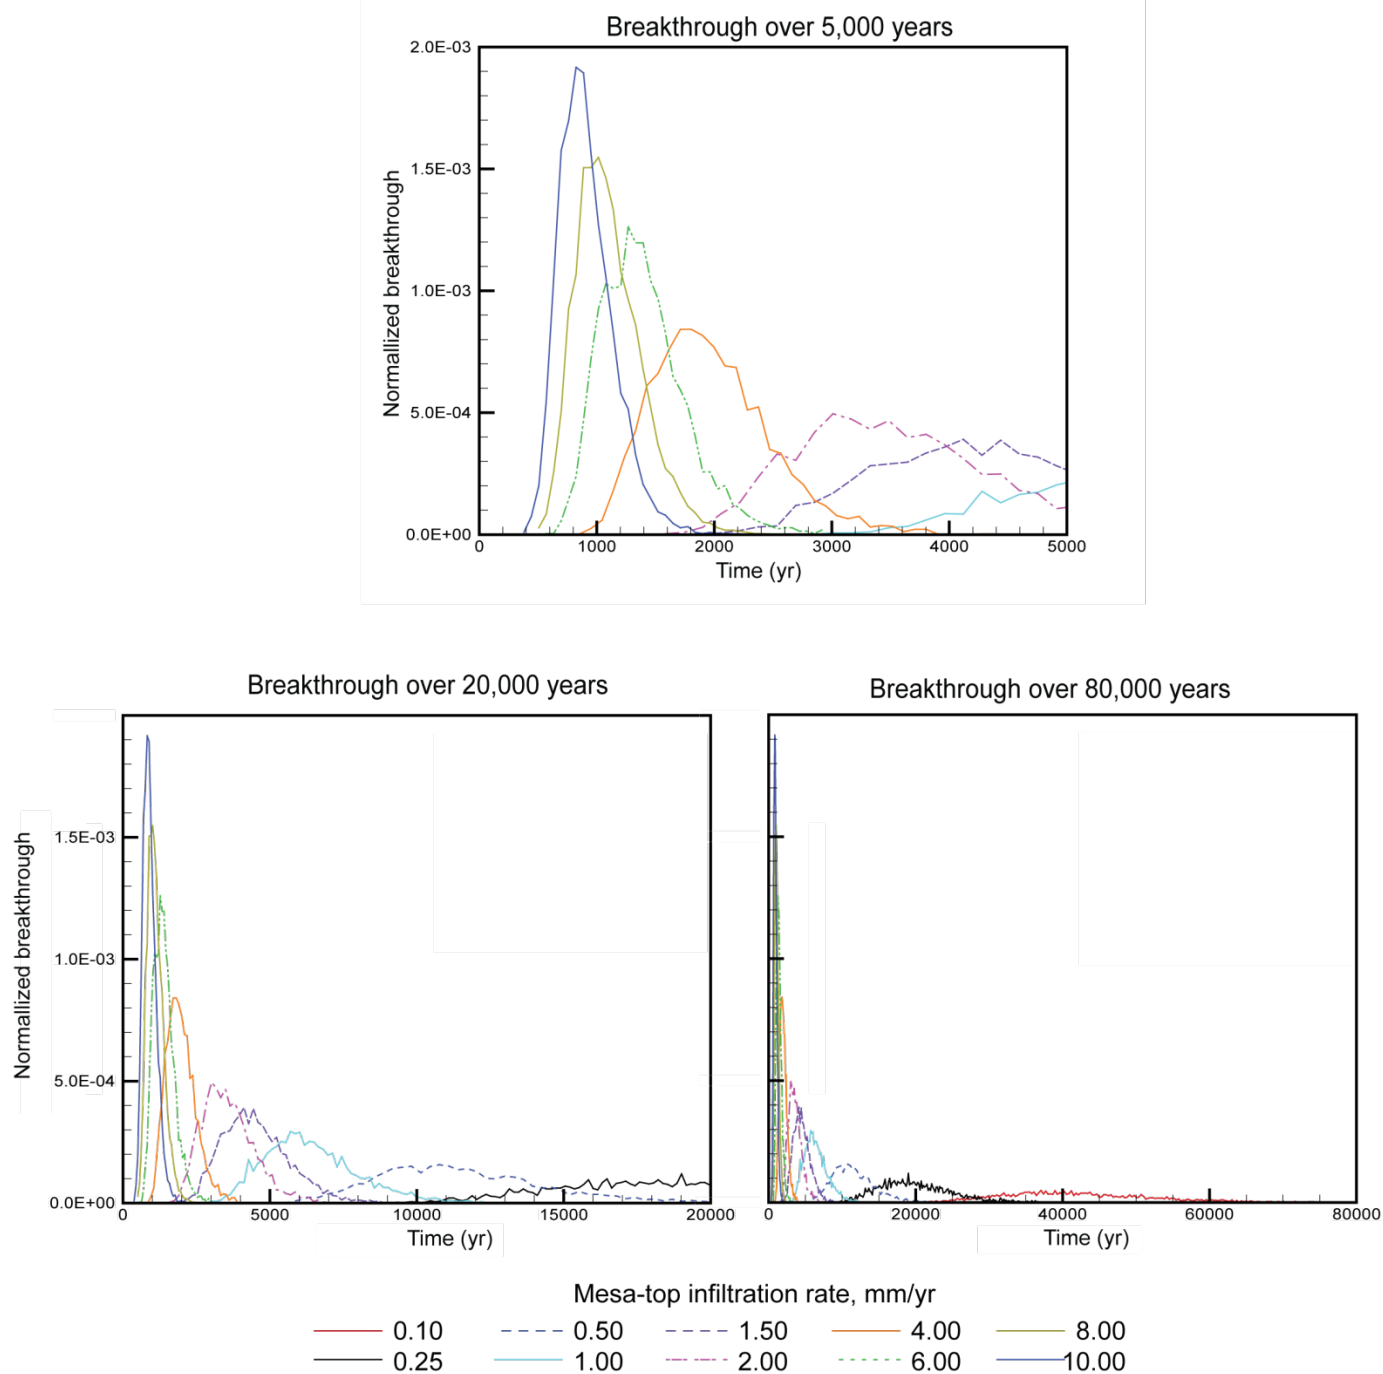 Breakthrough over 5,000 years
2.0E-03
1.5E-03
1.0E-03
5.0E-04
0.0E+00
Normallized breakthrough
0 1000 2000 3000 4000 5000
Time (yr)
Breakthrough over 20,000 years
1.5E-03
1.0E-03
5.0E-04
0.0E+00
Normallized breakthrough
0 5000 10000 15000 20000
Time (yr)
Breakthrough over 80,000 years
0 20000 40000 60000 80000
Time (yr)
Mesa-top infiltration rate, mm/yr
0.10 0.50 1.50 4.00 8.00
0.25 1.00 2.00 6.00 10.00